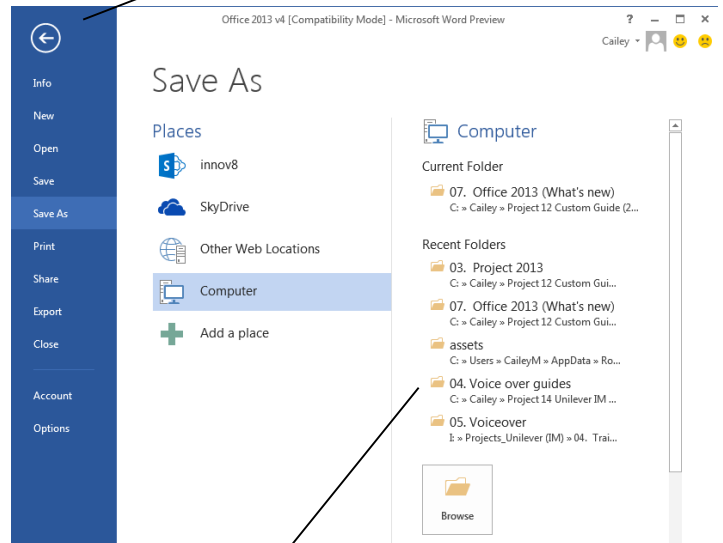 Office 2013 v4 [Compatibility Mode] - Microsoft Word Preview
?
Cailey
Info
New
Open
Save
Save As
Print
Share
Export
Close
Account
Options
Save As
Places
innov8
SkyDrive
Other Web Locations
Computer
Add a place
Computer
Current Folder
07. Office 2013 (What's new)
C: » Cailey » Project 12 Custom Guide (2...
Recent Folders
03. Project 2013
C: » Cailey » Project 12 Custom Gui...
07. Office 2013 (What's new)
C: » Cailey » Project 12 Custom Gui...
assets
C: » Users » CaileyM » AppData » Ro...
04. Voice over guides
C: » Cailey » Project 14 Unilever IM ...
05. Voiceover
I: » Projects_Unilever (IM) » 04. Trai...
Browse